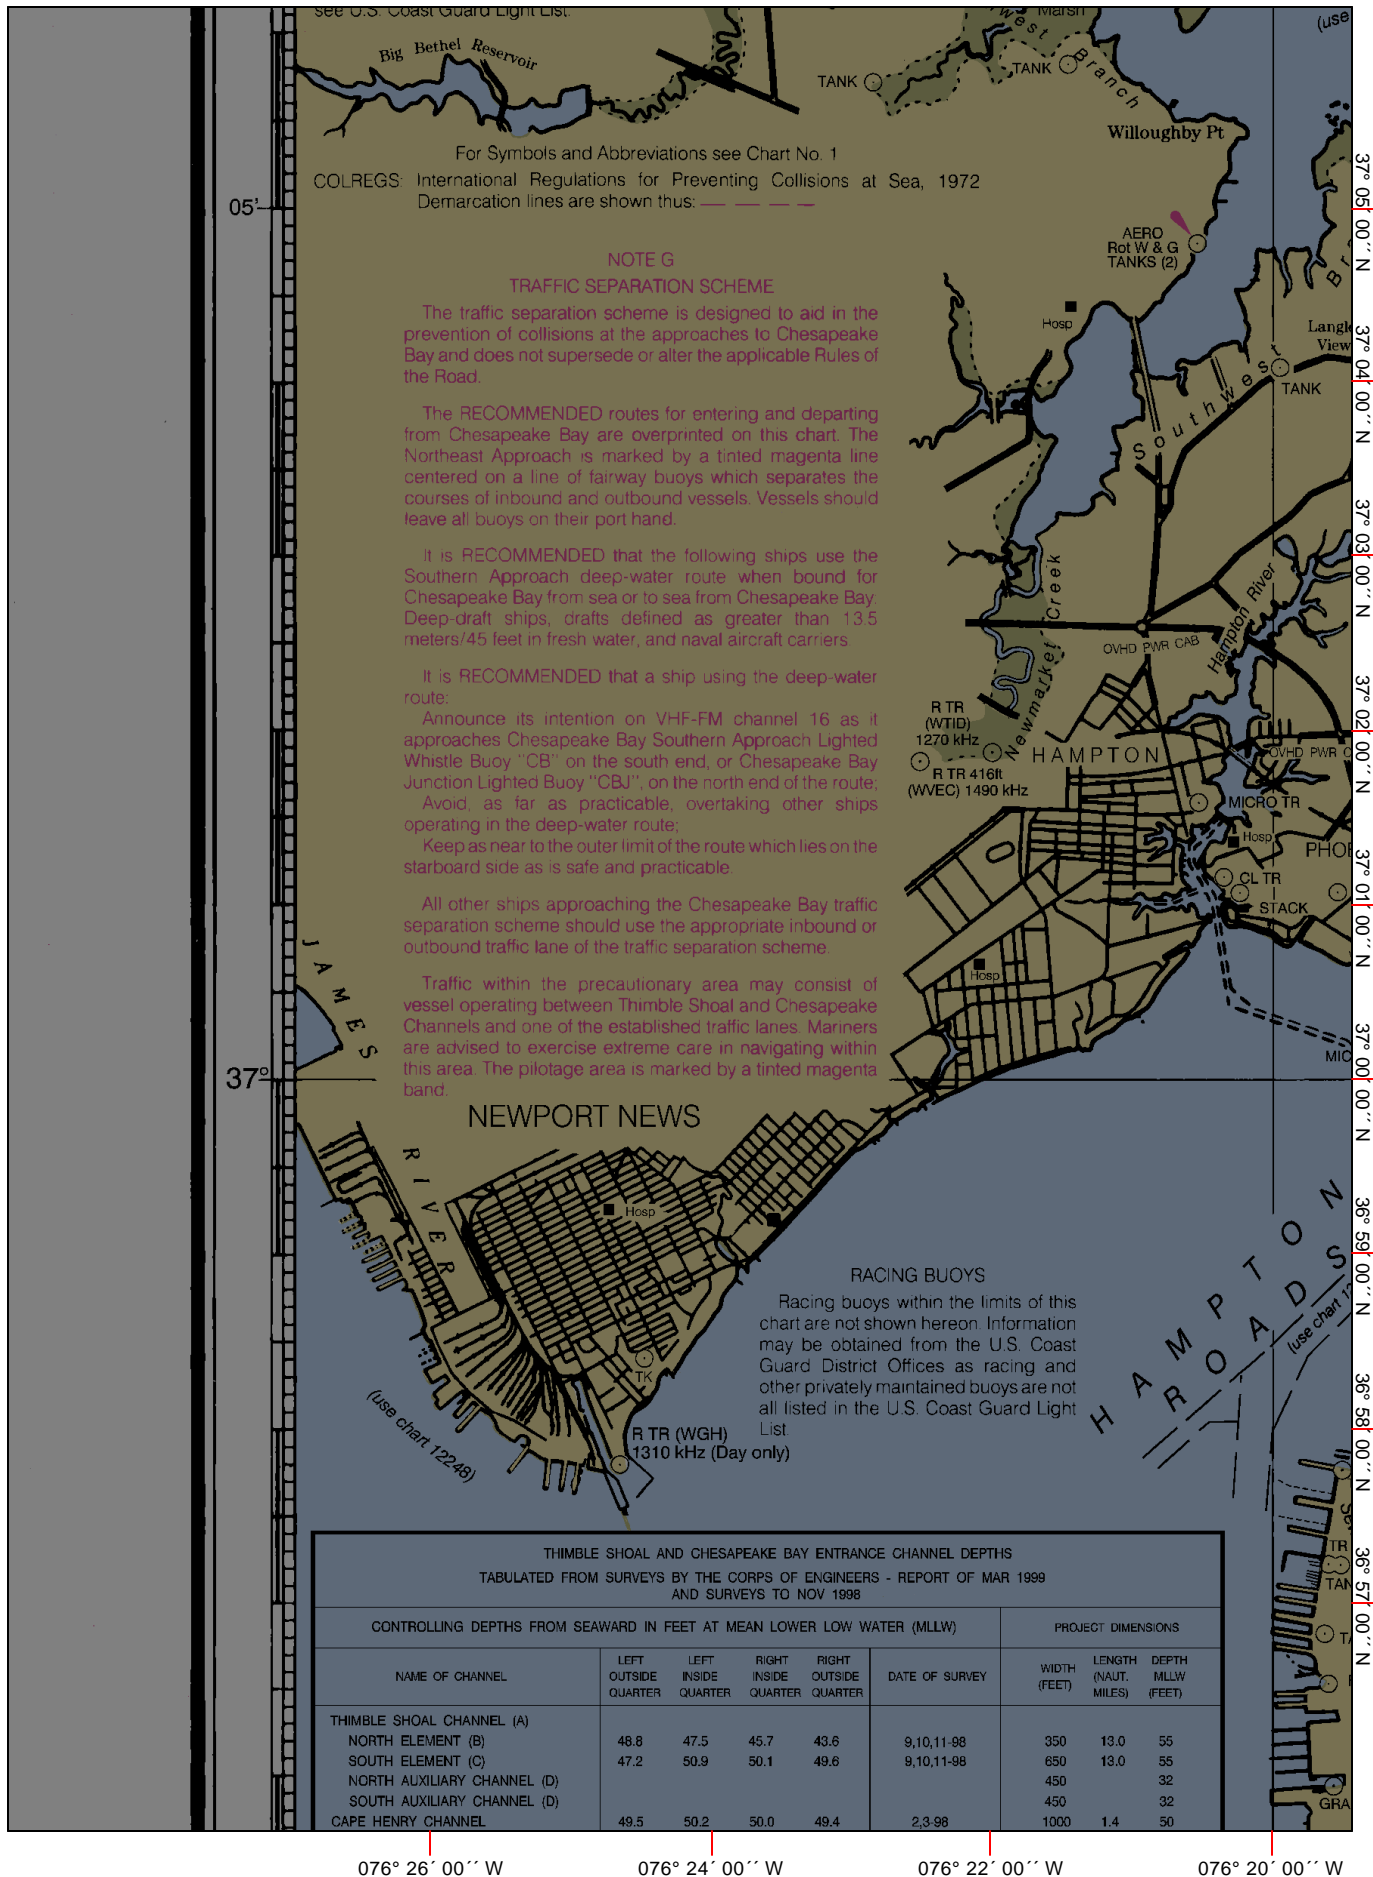 see U.S. Coast Guard Light List.
Big Bethel Reservoir
Marsh
west
Branch
(use
TANK
TANK
Willoughby Pt
For Symbols and Abbreviations see Chart No. 1
COLREGS: International Regulations for Preventing Collisions at Sea, 1972
Demarcation lines are shown thus:
05'
AERO
Rot W & G
TANKS (2)
NOTE G
TRAFFIC SEPARATION SCHEME
The traffic separation scheme is designed to aid in the
prevention of collisions at the approaches to Chesapeake
Bay and does not supersede or alter the applicable Rules of
the Road.
The RECOMMENDED routes for entering and departing
from Chesapeake Bay are overprinted on this chart. The
Northeast Approach is marked by a tinted magenta line
centered on a line of fairway buoys which separates the
courses of inbound and outbound vessels. Vessels should
leave all buoys on their port hand.
It is RECOMMENDED that the following ships use the
Southern Approach deep-water route when bound for
Chesapeake Bay from sea or to sea from Chesapeake Bay:
Deep-draft ships, drafts defined as greater than 13.5
meters/45 feet in fresh water, and naval aircraft carriers.
It is RECOMMENDED that a ship using the deep-water
route:
Announce its intention on VHF-FM channel 16 as it
approaches Chesapeake Bay Southern Approach Lighted
Whistle Buoy "CB" on the south end, or Chesapeake Bay
Junction Lighted Buoy "CBJ", on the north end of the route;
Avoid, as far as practicable, overtaking other ships
operating in the deep-water route;
Keep as near to the outer limit of the route which lies on the
starboard side as is safe and practicable.
All other ships approaching the Chesapeake Bay traffic
separation scheme should use the appropriate inbound or
outbound traffic lane of the traffic separation scheme.
Traffic within the precautionary area may consist of
vessel operating between Thimble Shoal and Chesapeake
Channels and one of the established traffic lanes. Mariners
are advised to exercise extreme care in navigating within
this area. The pilotage area is marked by a tinted magenta
band.
Hosp
Southwest
Br
Langl
View
TANK
Newmarket Creek
Hampton River
OVHD PWR CAB
R TR
(WTID)
1270 kHz
R TR 416ft
(WVEC) 1490 kHz
HAMPTON
OVHD PWR C
MICRO TR
Hosp
PHOE
CL TR
STACK
Hosp
MIC
JAMES
RIVER
37°
NEWPORT NEWS
Hosp
TK
RACING BUOYS
Racing buoys within the limits of this
chart are not shown hereon. Information
may be obtained from the U.S. Coast
Guard District Offices as racing and
other privately maintained buoys are not
all listed in the U.S. Coast Guard Light
List.
HAMPTON
ROADS
(use chart 12
(use chart 12248)
R TR (WGH)
1310 kHz (Day only)
Se
TR
TAN
TA
GRA
THIMBLE SHOAL AND CHESAPEAKE BAY ENTRANCE CHANNEL DEPTHS
TABULATED FROM SURVEYS BY THE CORPS OF ENGINEERS - REPORT OF MAR 1999
AND SURVEYS TO NOV 1998
CONTROLLING DEPTHS FROM SEAWARD IN FEET AT MEAN LOWER LOW WATER (MLLW) PROJECT DIMENSIONS
NAME OF CHANNEL LEFT OUTSIDE QUARTER LEFT INSIDE QUARTER RIGHT INSIDE QUARTER RIGHT OUTSIDE QUARTER DATE OF SURVEY WIDTH (FEET) LENGTH (NAUT. MILES) DEPTH MLLW (FEET)
THIMBLE SHOAL CHANNEL (A)
NORTH ELEMENT (B) 48.8 47.5 45.7 43.6 9,10,11-98 350 13.0 55
SOUTH ELEMENT (C) 47.2 50.9 50.1 49.6 9,10,11-98 650 13.0 55
NORTH AUXILIARY CHANNEL (D) 450 32
SOUTH AUXILIARY CHANNEL (D) 450 32
CAPE HENRY CHANNEL 49.5 50.2 50.0 49.4 2,3-98 1000 1.4 50
37° 05' 00'' N
37° 04' 00'' N
37° 03' 00'' N
37° 02' 00'' N
37° 01' 00'' N
37° 00' 00'' N
36° 59' 00'' N
36° 58' 00'' N
36° 57' 00'' N
076° 26' 00'' W
076° 24' 00'' W
076° 22' 00'' W
076° 20' 00'' W